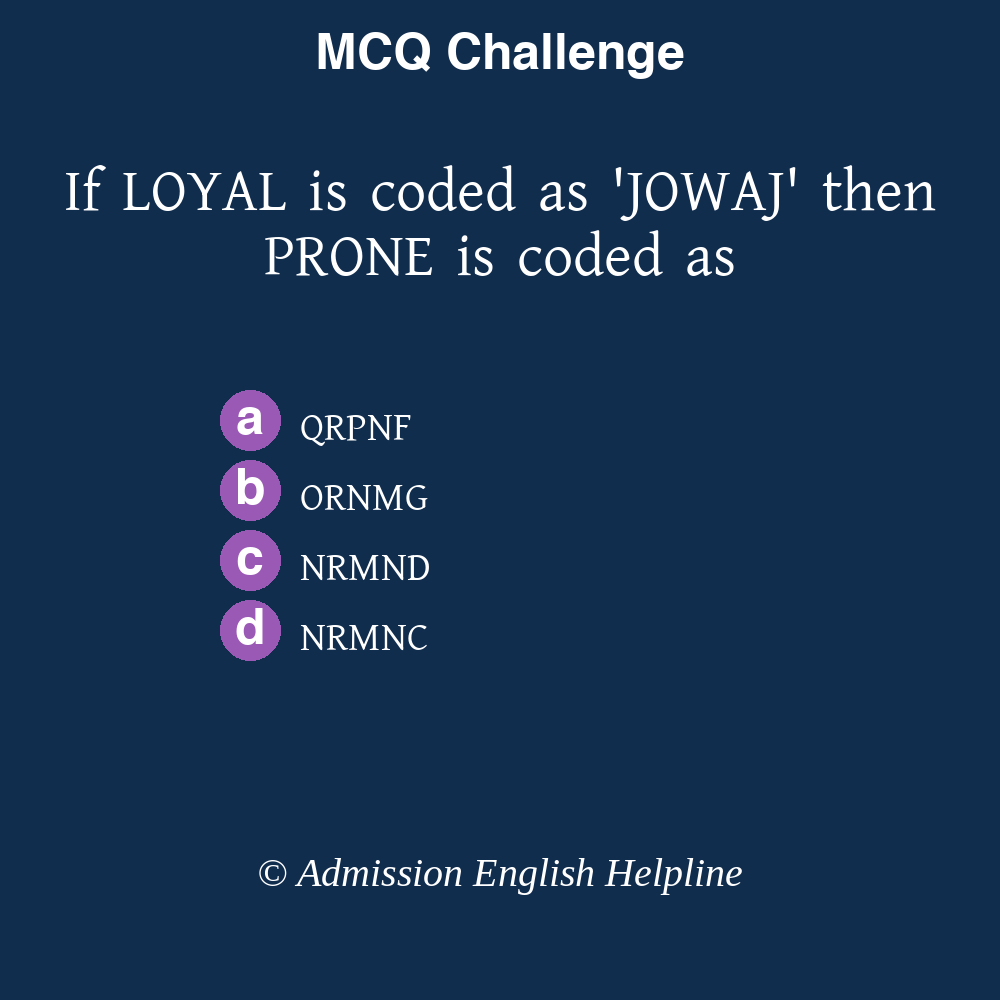 MCQ Challenge
If LOYAL is coded as 'JOWAJ' then
PRONE is coded as
a QRPNF
b ORNMG
c NRMND
d NRMNC
© Admission English Helpline